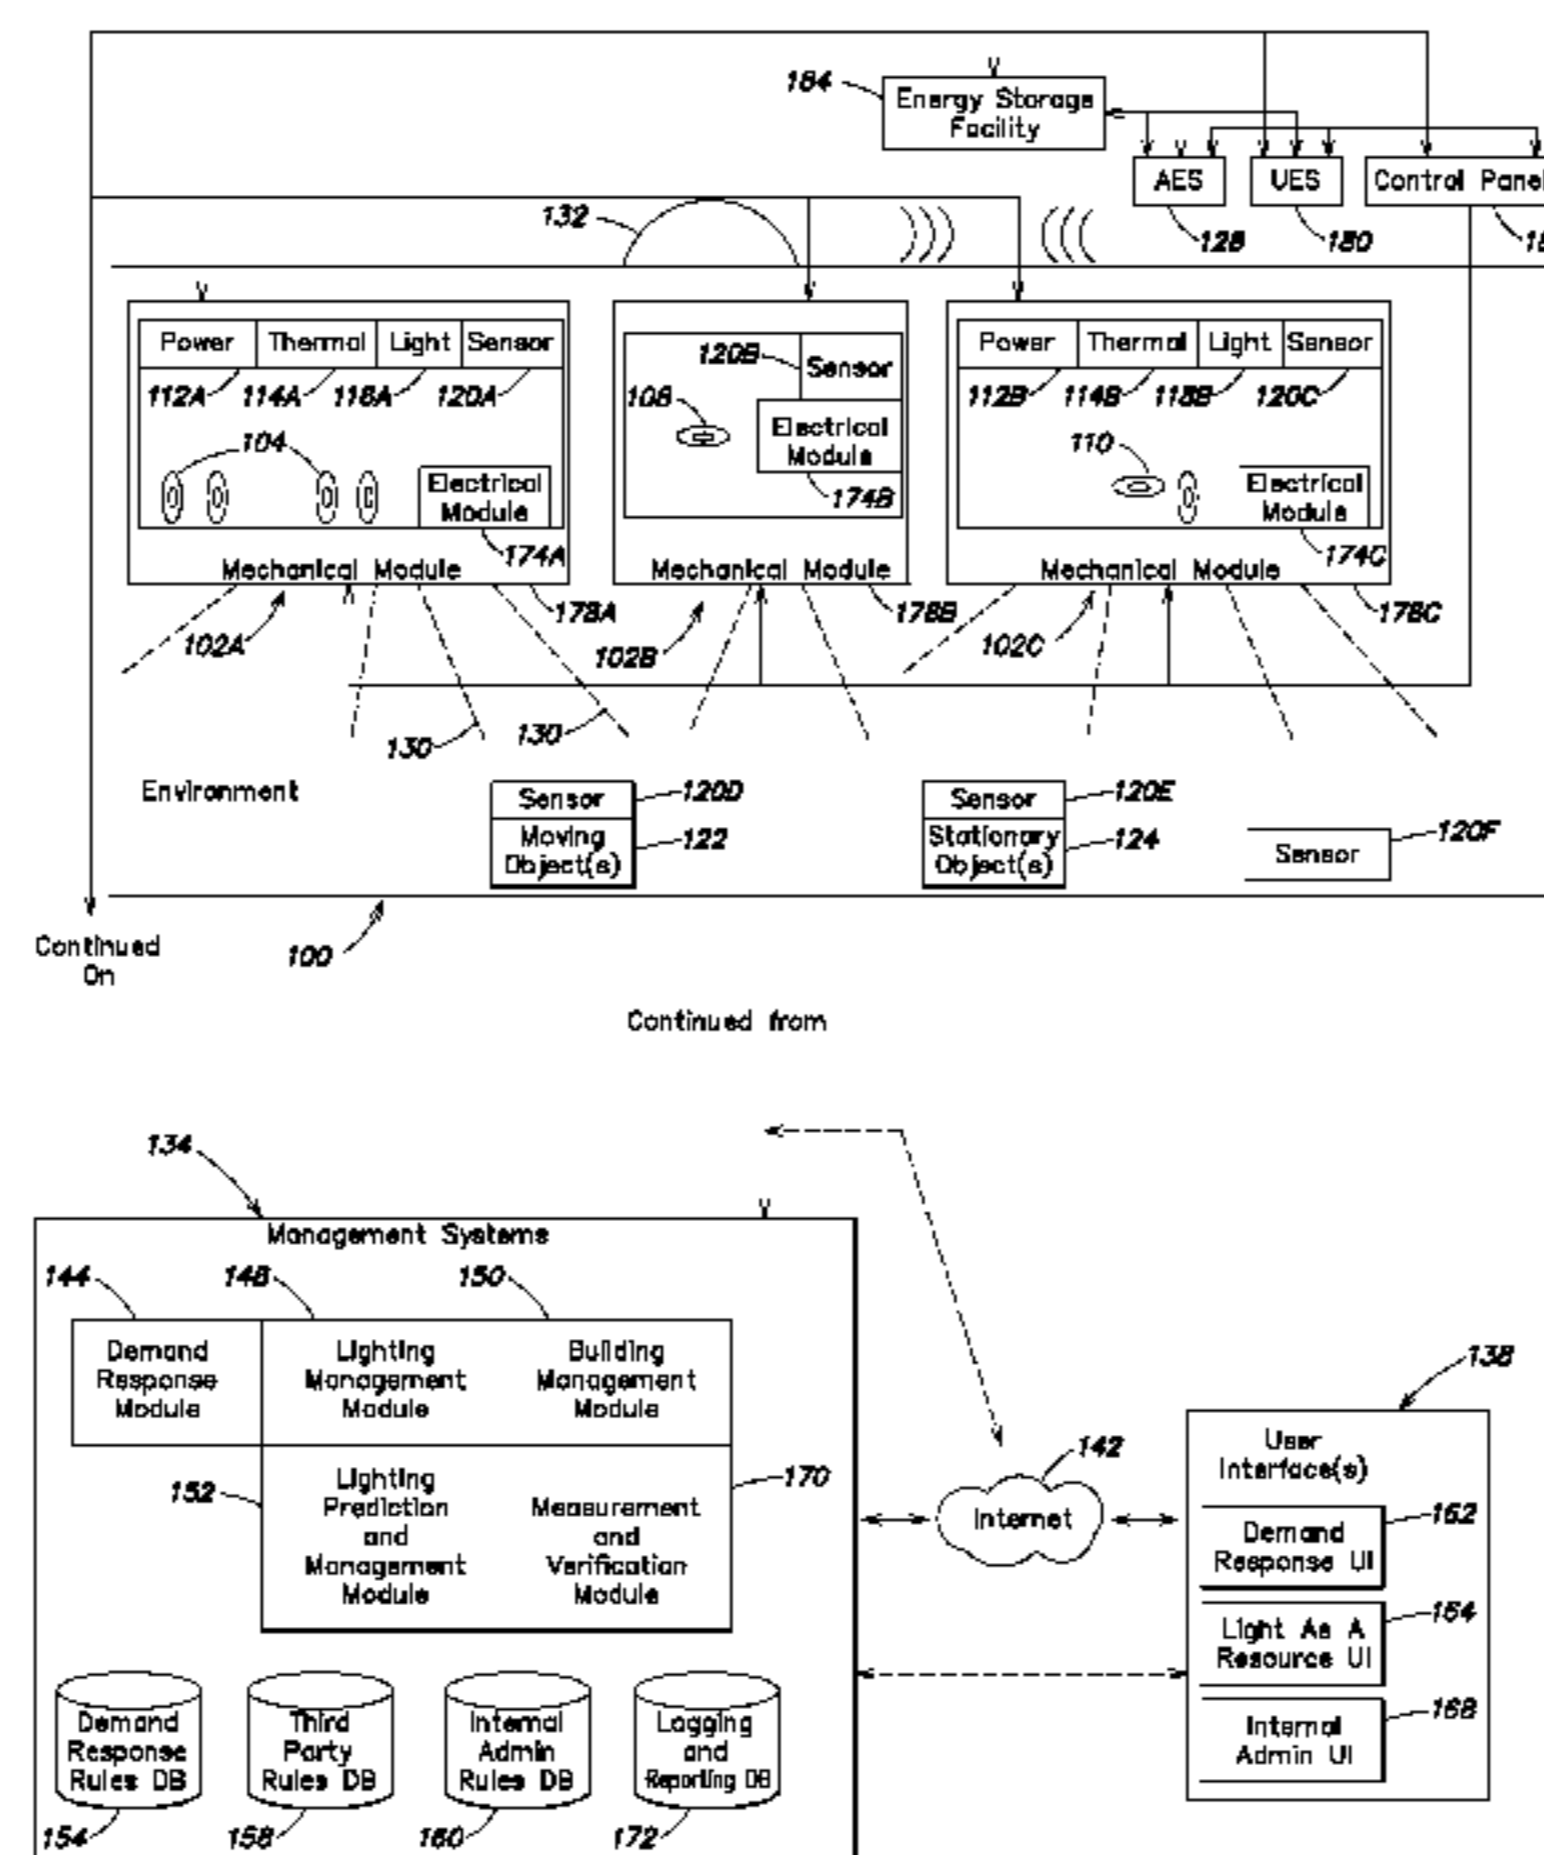 184
Energy Storage
Facility
AES
UES
Control Panel
132
128
180
Power
Thermal
Light
Sensor
112A
114A
118A
120A
104
Electrical
Module
174A
Mechanical Module
102A
178A
120B
Sensor
108
Electrical
Module
174B
Mechanical Module
102B
178B
Power
Thermal
Light
Sensor
112B
114B
118B
120C
110
Electrical
Module
174C
Mechanical Module
102C
178C
130
130
Environment
Sensor
120D
Moving
Object(s)
122
Sensor
120E
Stationary
Object(s)
124
Sensor
120F
Continued
On
100
Continued from
134
Management Systems
144
148
150
Demand
Response
Module
Lighting
Management
Module
Building
Management
Module
138
152
Lighting
Prediction
and
Management
Module
Measurement
and
Verification
Module
170
142
Internet
User
Interface(s)
Demand
Response UI
162
Light As A
Resource UI
164
Internal
Admin UI
168
Demand
Response
Rules DB
Third
Party
Rules DB
Internal
Admin
Rules DB
Logging
and
Reporting DB
154
158
160
172